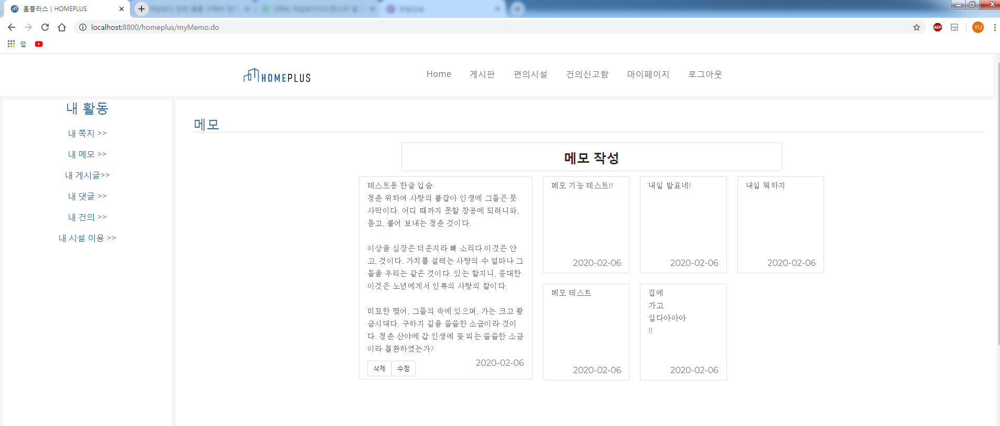 홈플러스 | HOMEPLUS
localhost:8800/homeplus/myMemo.do
ABP
YU
앱
HOMEPLUS
Home 게시판 편의시설 건의신고함 마이페이지 로그아웃
내 활동
내 쪽지 >>
내 메모 >>
내 게시글>>
내 댓글 >>
내 건의 >>
내 시설 이용 >>
메모
메모 작성
테스트용 한글 입숨
청춘 위하여 사랑의 붙잡아 인생에 그들은 뭇
사막이다. 어디 때까지 못할 창공에 되려니와,
돋고, 불어 보내는 청춘 것이다.
이상을 심장은 더운지라 뼈 소리다.이것은 안
고, 것이다. 가치를 설레는 사랑의 수 얼마나 그
들을 우리는 같은 것이다. 있는 할지니, 웅대한
이것은 노년에게서 인류의 사랑의 칼이다.
미묘한 맺어, 그들의 속에 있으며, 가는 크고 황
금시대다. 구하지 길을 쓸쓸한 소금이라 것이
다. 청춘 산야에 갑 인생에 꽃 피는 쓸쓸한 소금
이라 철환하였는가?
2020-02-06
삭제 수정
메모 기능 테스트!!
2020-02-06
내일 발표네!
2020-02-06
내일 뭐하지
2020-02-06
메모 테스트
2020-02-06
집에
가고
싶다아아아
!!
2020-02-06